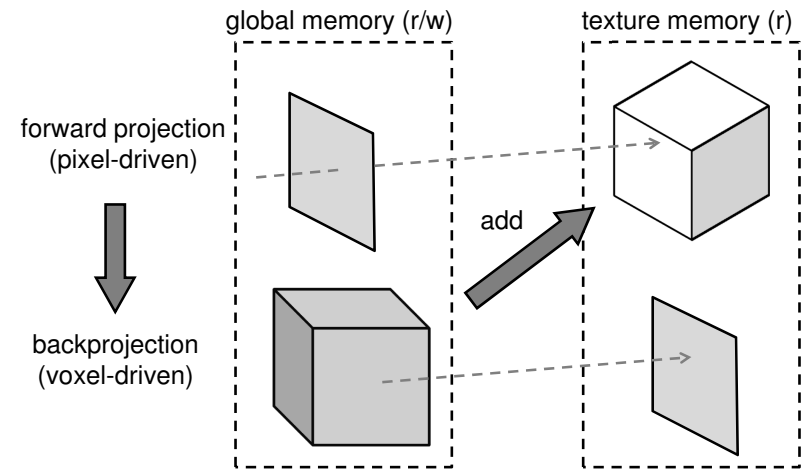 global memory (r/w)
texture memory (r)
forward projection
(pixel-driven)
add
backprojection
(voxel-driven)